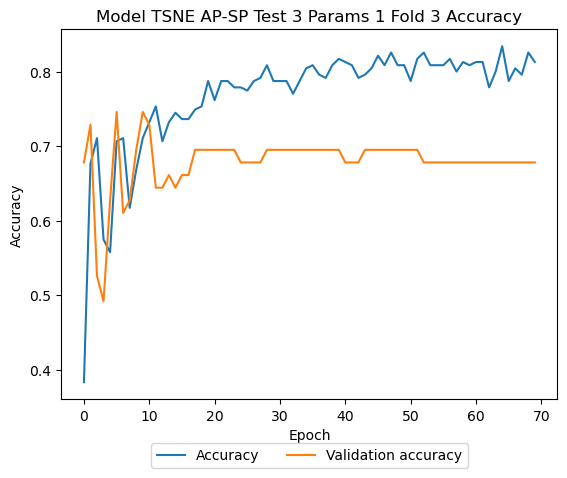 Model TSNE AP-SP Test 3 Params 1 Fold 3 Accuracy
Accuracy
0.8
0.7
0.6
0.5
0.4
0 10 20 30 40 50 60 70
Epoch
Accuracy Validation accuracy